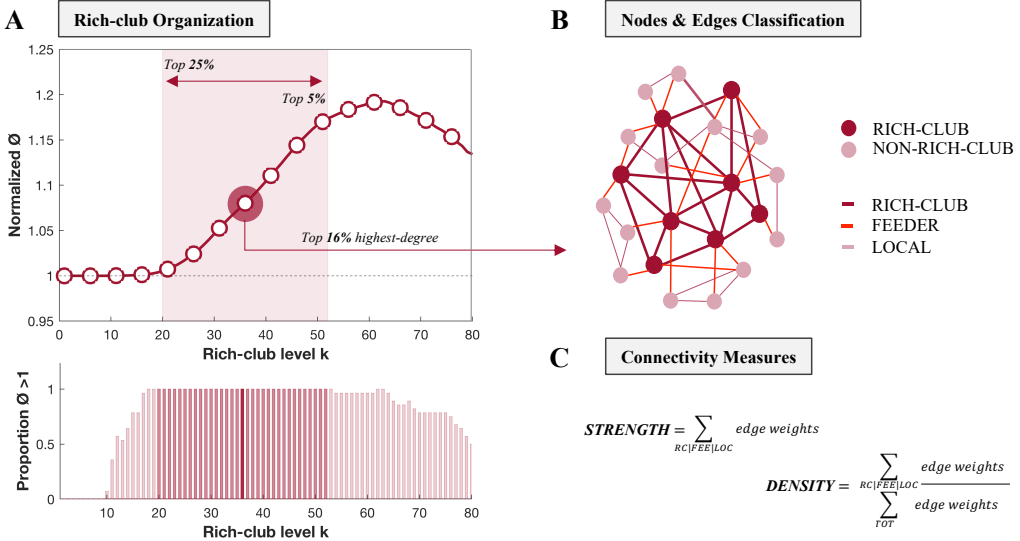 A
Rich-club Organization
1.25
1.2
1.15
1.1
1.05
1
0.95
Normalized Ø
Top 25%
Top 5%
Top 16% highest-degree
0 10 20 30 40 50 60 70 80
Rich-club level k
1
0.5
0
Proportion Ø >1
0 10 20 30 40 50 60 70 80
Rich-club level k
B
Nodes & Edges Classification
RICH-CLUB
NON-RICH-CLUB
RICH-CLUB
FEEDER
LOCAL
C
Connectivity Measures
STRENGTH = ∑ edge weights
RC|FEE|LOC
∑ edge weights
RC|FEE|LOC
DENSITY =
∑ edge weights
TOT